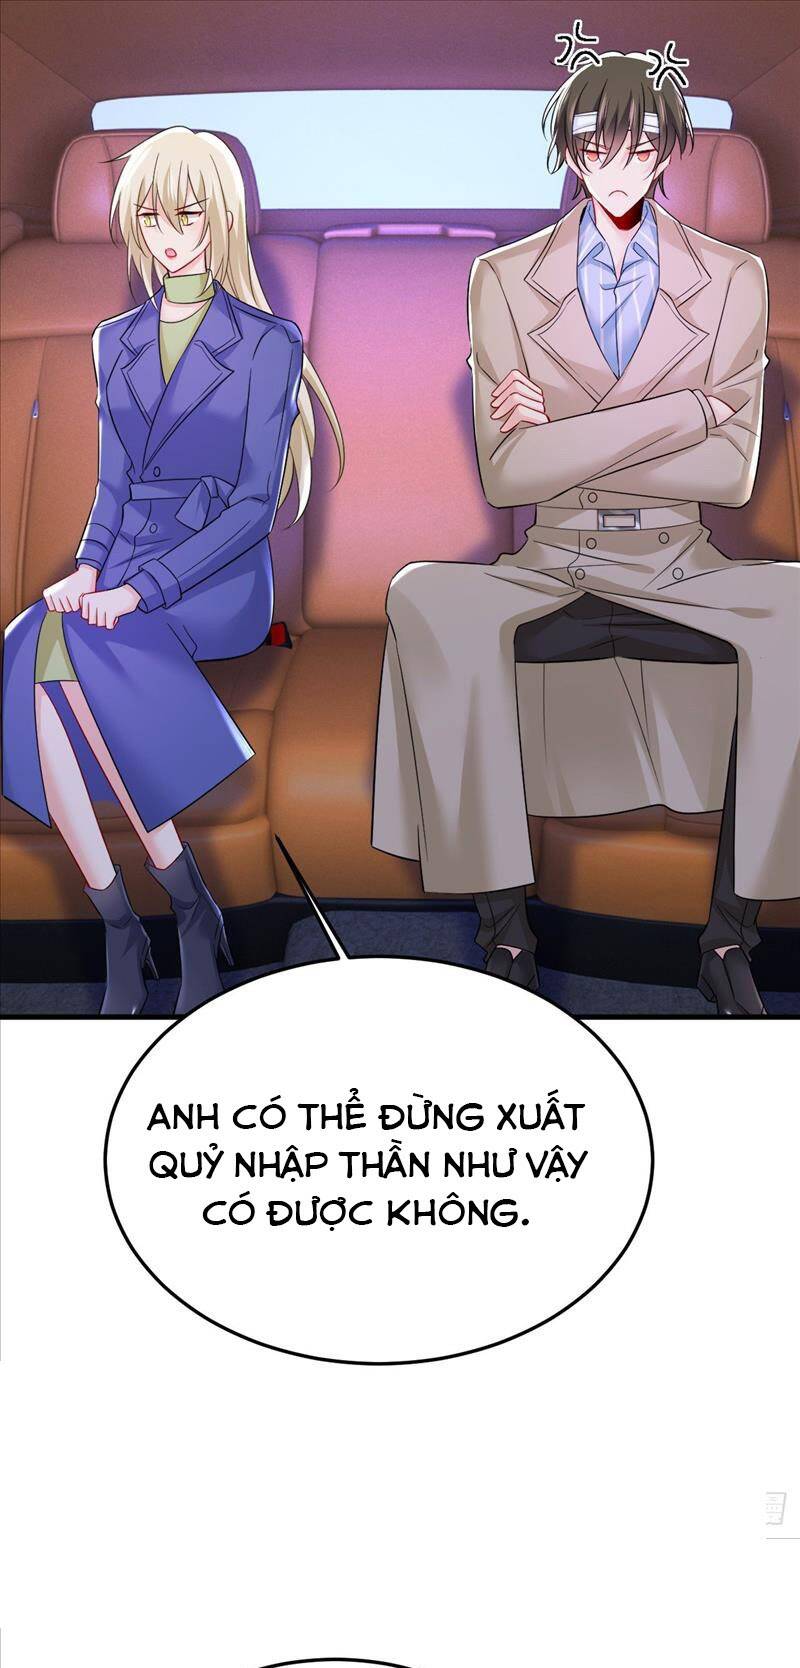 ANH CÓ THỂ ĐỪNG XUẤT
QUỶ NHẬP THẦN NHƯ VẬY
CÓ ĐƯỢC KHÔNG.